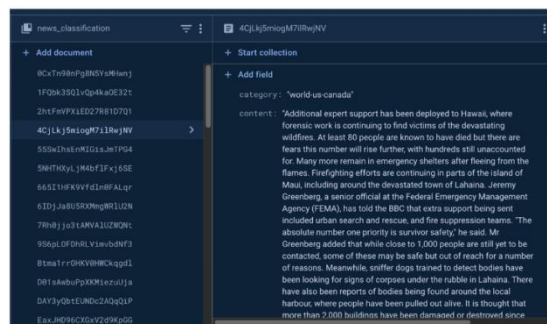 news_classification
4CjLkj5miogM7ilRwjNV
+ Add document
+ Start collection
0CxTn90nPg8N5YsMHwnj
1FQbk3SQlvQp4kaOE32t
2htFmVPXiED27R81D7Q1
4CjLkj5miogM7ilRwjNV
5SSwIhsEnMIGisJmTPG4
5NHTHXyLjM4bflFxj6SE
665I1HFK9Vfdln0FALqr
6IDjJa8USRXMngWRlU2N
7Rh0jjo3tAMVAlUZWQNt
9S6pLOFDhRLVimvbdNf3
Btma1rrOHKV0HWCkqgdl
D01sAwbuPpXKMiezuUja
DAY3yQbtEUNDc2AQqQiP
EaxJHD96CXGxV2d9KpGG
+ Add field
category: "world-us-canada"
content: "Additional expert support has been deployed to Hawaii, where
forensic work is continuing to find victims of the devastating
wildfires. At least 80 people are known to have died but there are
fears this number will rise further, with hundreds still unaccounted
for. Many more remain in emergency shelters after fleeing from the
flames. Firefighting efforts are continuing in parts of the island of
Maui, including around the devastated town of Lahaina. Jeremy
Greenberg, a senior official at the Federal Emergency Management
Agency (FEMA), has told the BBC that extra support being sent
included urban search and rescue, and fire suppression teams. "The
absolute number one priority is survivor safety," he said. Mr
Greenberg added that while close to 1,000 people are still yet to be
contacted, some of these may be safe but out of reach for a number
of reasons. Meanwhile, sniffer dogs trained to detect bodies have
been looking for signs of corpses under the rubble in Lahaina. There
have also been reports of bodies being found around the local
harbour, where people have been pulled out alive. It is thought that
more than 2,000 buildings have been damaged or destroyed since